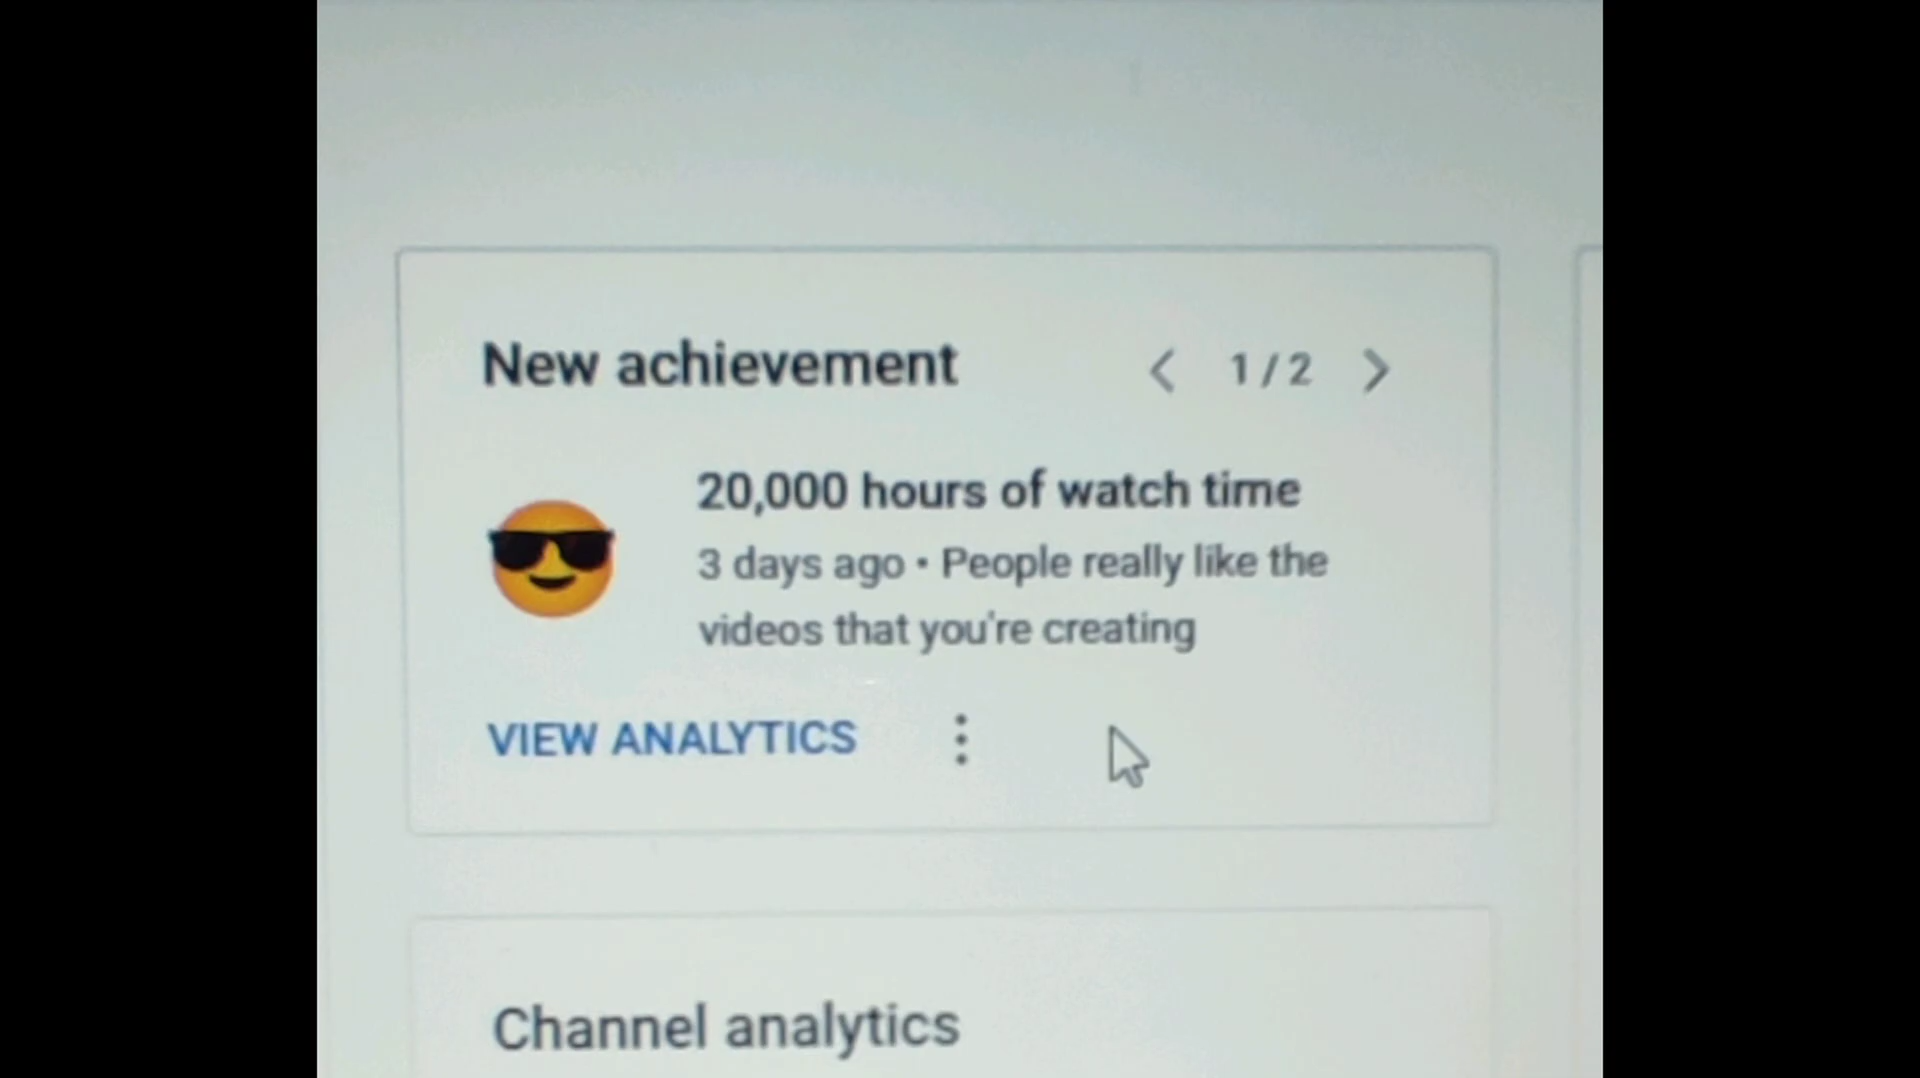 New achievement
1 / 2
20,000 hours of watch time
3 days ago • People really like the
videos that you're creating
VIEW ANALYTICS
Channel analytics